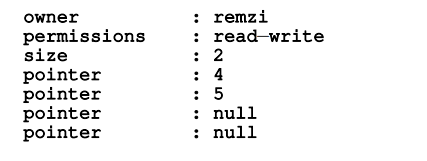 owner : remzi
permissions : read-write
size : 2
pointer : 4
pointer : 5
pointer : null
pointer : null